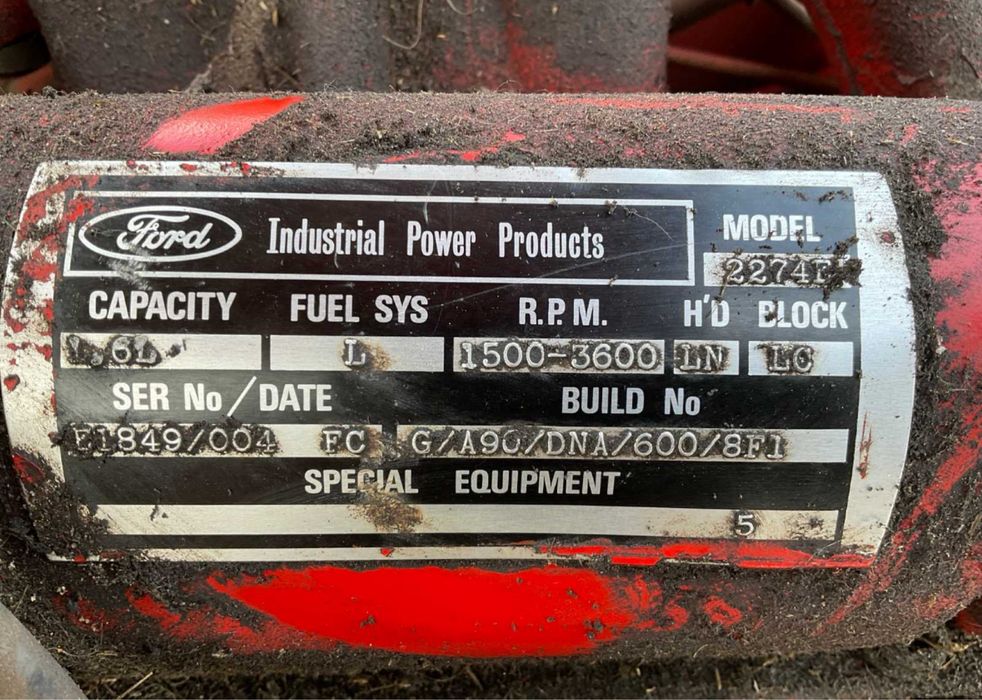 Ford Industrial Power Products MODEL
2274E
CAPACITY FUEL SYS R.P.M. H'D BLOCK
1.6L L 1500-3600 LN LC
SER No/DATE BUILD No
E1849/004 FC G/A90/DNA/600/8F1
SPECIAL EQUIPMENT
5